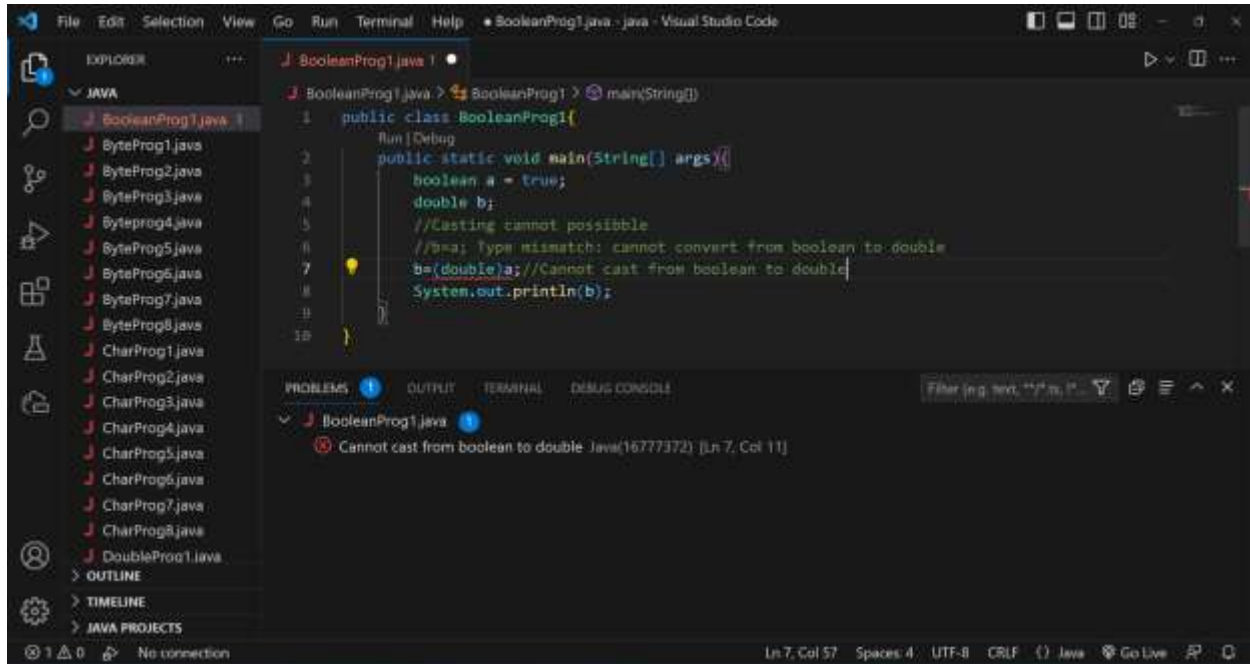 File Edit Selection View Go Run Terminal Help ● BooleanProg1.java - java - Visual Studio Code
EXPLORER ...
JAVA
BooleanProg1.java 1
ByteProg1.java
ByteProg2.java
ByteProg3.java
Byteprog4.java
ByteProg5.java
ByteProg6.java
ByteProg7.java
ByteProg8.java
CharProg1.java
CharProg2.java
CharProg3.java
CharProg4.java
CharProg5.java
CharProg6.java
CharProg7.java
CharProg8.java
DoubleProg1.java
OUTLINE
TIMELINE
JAVA PROJECTS
J BooleanProg1.java 1 ●
J BooleanProg1.java > BooleanProg1 > main(String[])
1 public class BooleanProg1{
Run | Debug
2 public static void main(String[] args){
3 boolean a = true;
4 double b;
5 //Casting cannot possibble
6 //b=a; Type mismatch: cannot convert from boolean to double
7 b=(double)a;//Cannot cast from boolean to double
8 System.out.println(b);
9 }
10 }
PROBLEMS 1 OUTPUT TERMINAL DEBUG CONSOLE Filter (e.g. text,
J BooleanProg1.java 1
Cannot cast from boolean to double Java(16777372) [Ln 7, Col 11]
1 0 No connection Ln 7, Col 57 Spaces: 4 UTF-8 CRLF {} Java Go Live